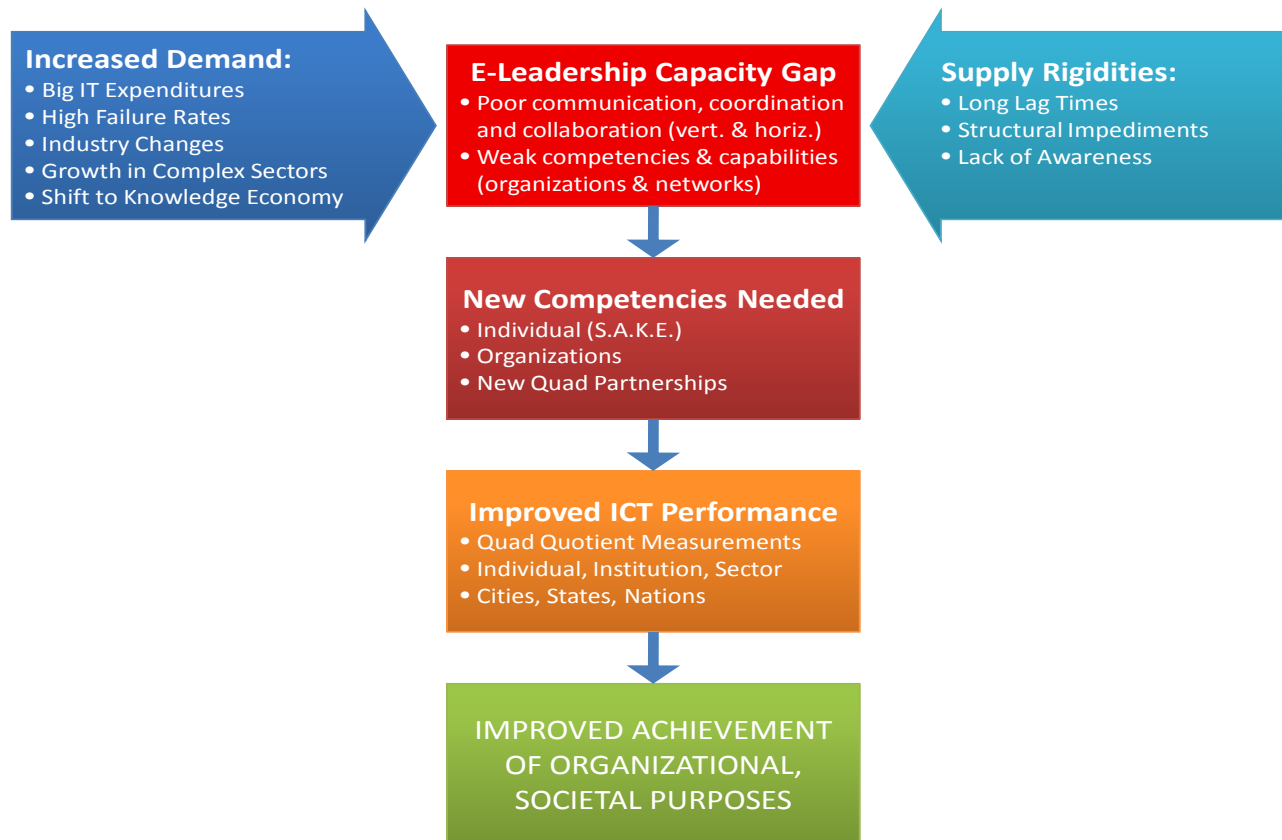 Increased Demand:
• Big IT Expenditures
• High Failure Rates
• Industry Changes
• Growth in Complex Sectors
• Shift to Knowledge Economy
E-Leadership Capacity Gap
• Poor communication, coordination
and collaboration (vert. & horiz.)
• Weak competencies & capabilities
(organizations & networks)
Supply Rigidities:
• Long Lag Times
• Structural Impediments
• Lack of Awareness
New Competencies Needed
• Individual (S.A.K.E.)
• Organizations
• New Quad Partnerships
Improved ICT Performance
• Quad Quotient Measurements
• Individual, Institution, Sector
• Cities, States, Nations
IMPROVED ACHIEVEMENT
OF ORGANIZATIONAL,
SOCIETAL PURPOSES